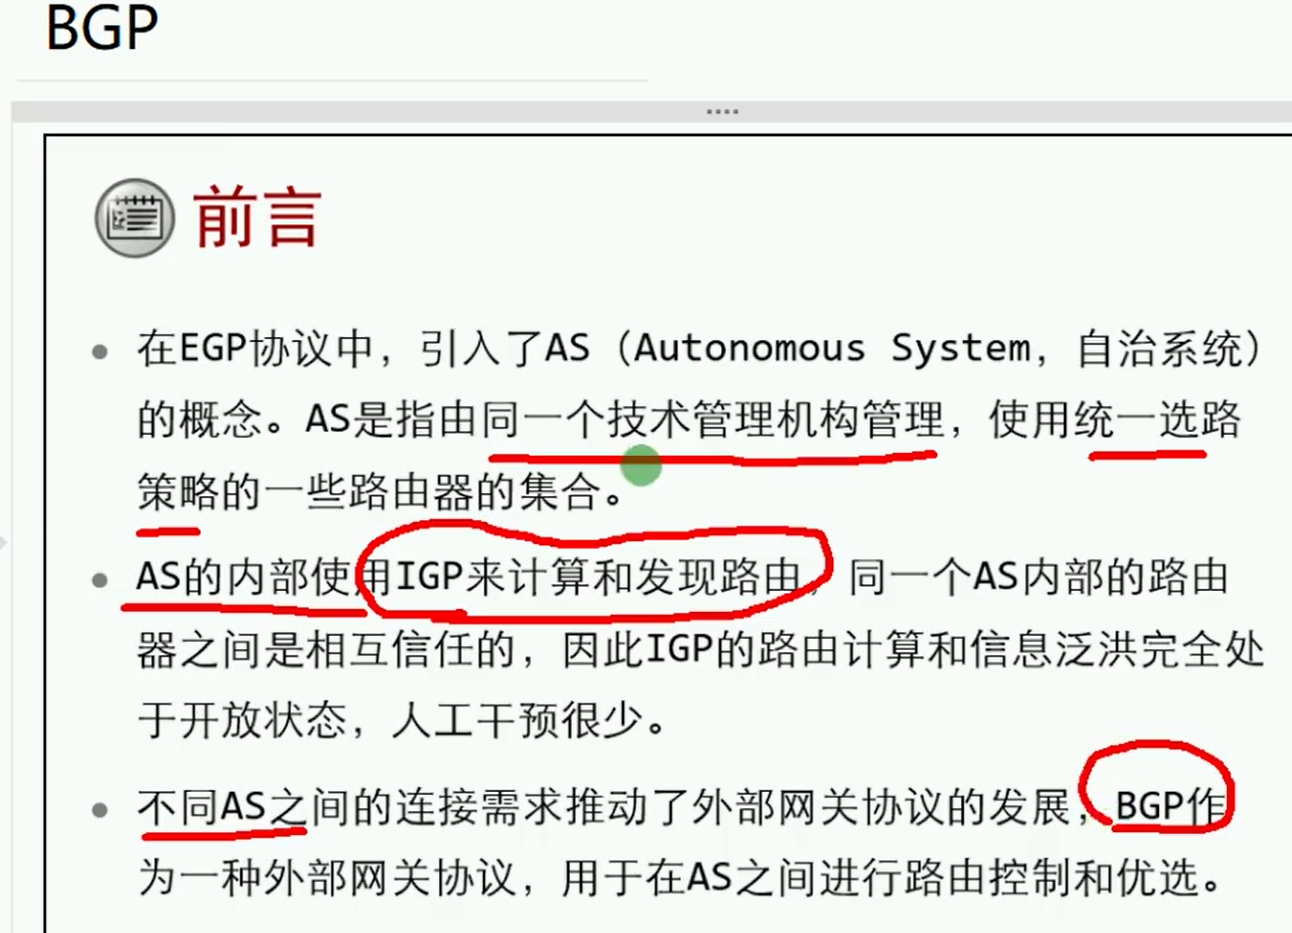 BGP
前言
在EGP协议中，引入了AS（Autonomous System，自治系统）
的概念。AS是指由同一个技术管理机构管理，使用统一选路
策略的一些路由器的集合。
AS的内部使用IGP来计算和发现路由，同一个AS内部的路由
器之间是相互信任的，因此IGP的路由计算和信息泛洪完全处
于开放状态，人工干预很少。
不同AS之间的连接需求推动了外部网关协议的发展，BGP作
为一种外部网关协议，用于在AS之间进行路由控制和优选。